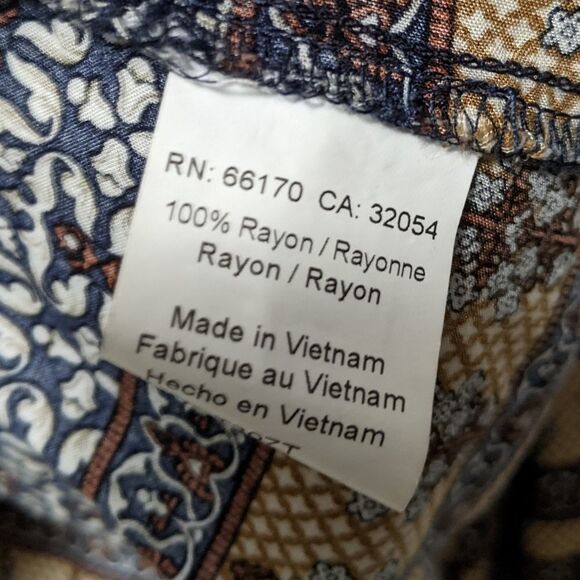 RN: 66170 CA: 32054
100% Rayon / Rayonne
Rayon / Rayon
Made in Vietnam
Fabrique au Vietnam
Hecho en Vietnam